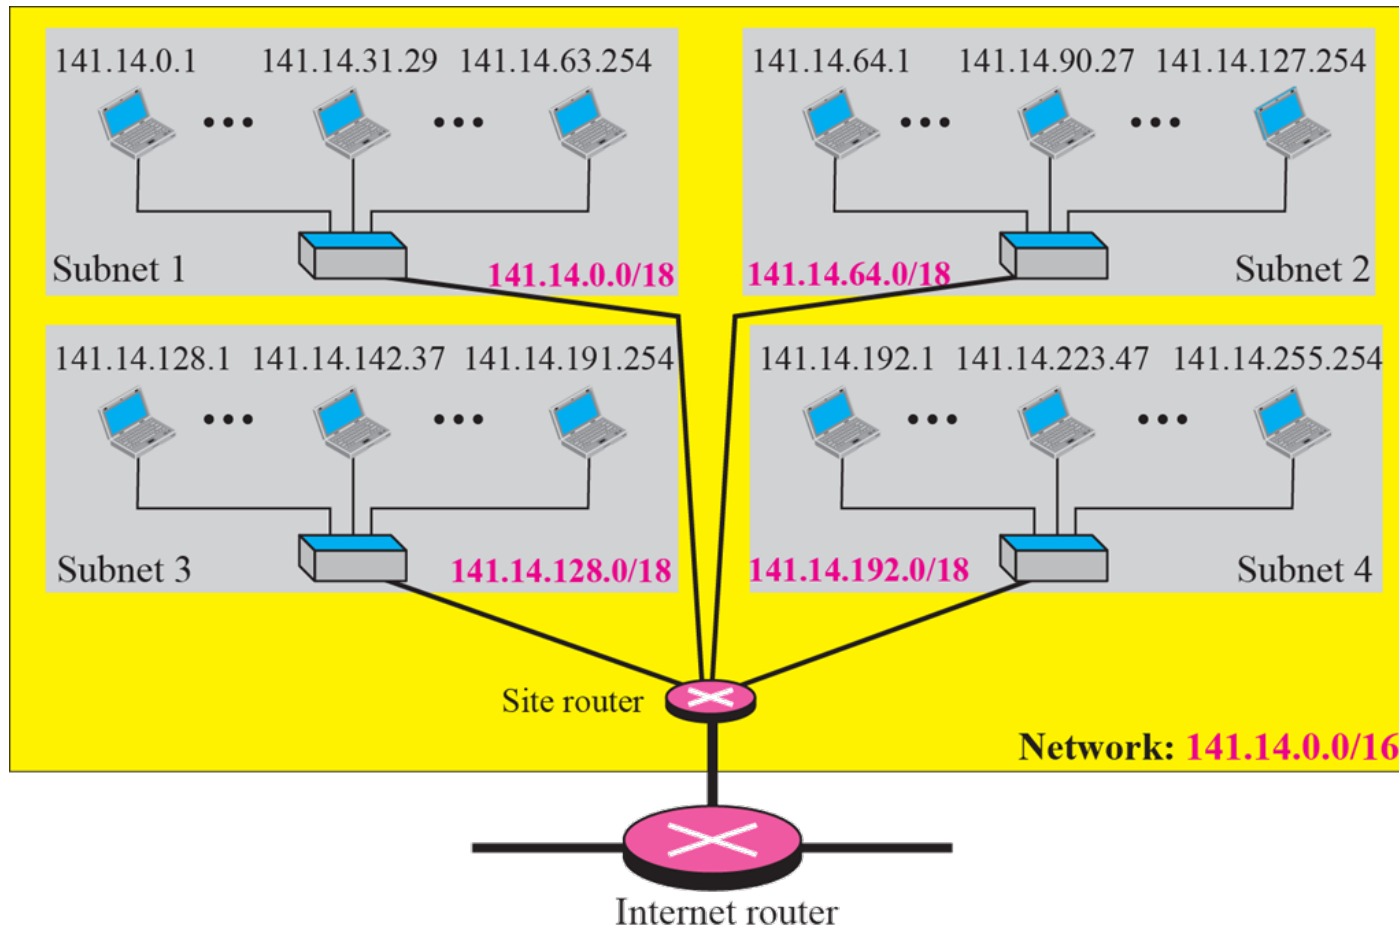 141.14.0.1 141.14.31.29 141.14.63.254
Subnet 1
141.14.0.0/18
141.14.64.1 141.14.90.27 141.14.127.254
141.14.64.0/18
Subnet 2
141.14.128.1 141.14.142.37 141.14.191.254
Subnet 3
141.14.128.0/18
141.14.192.1 141.14.223.47 141.14.255.254
141.14.192.0/18
Subnet 4
Site router
Network: 141.14.0.0/16
Internet router